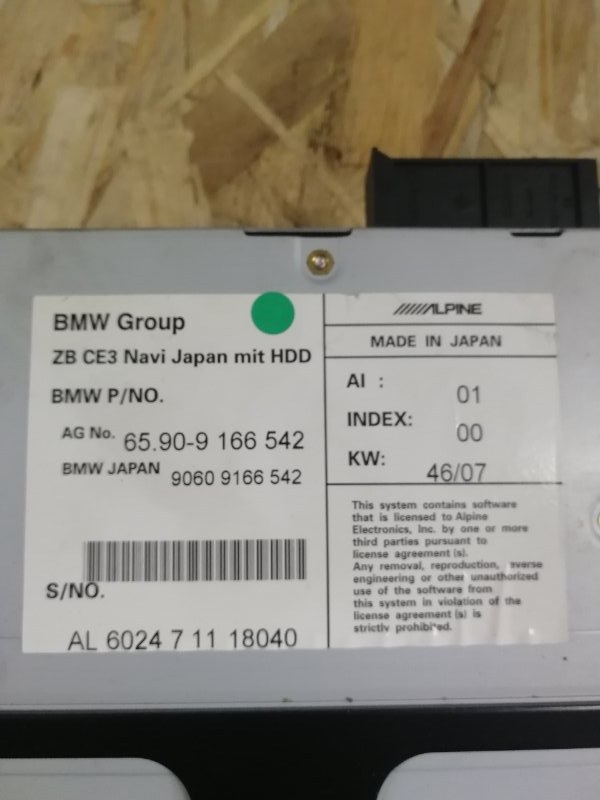 BMW Group
ZB CE3 Navi Japan mit HDD
BMW P/NO.
AG No. 65.90-9 166 542
BMW JAPAN 9060 9166 542
S/NO.
AL 6024 7 11 18040
ALPINE
MADE IN JAPAN
AI : 01
INDEX: 00
KW: 46/07
This system contains software
that is licensed to Alpine
Electronics, Inc. by one or more
third parties pursuant to
license agreement (s).
Any removal, reproduction, reverse
engineering or other unauthorized
use of the software from
this system in violation of the
license agreement (s) is
strictly prohibited.